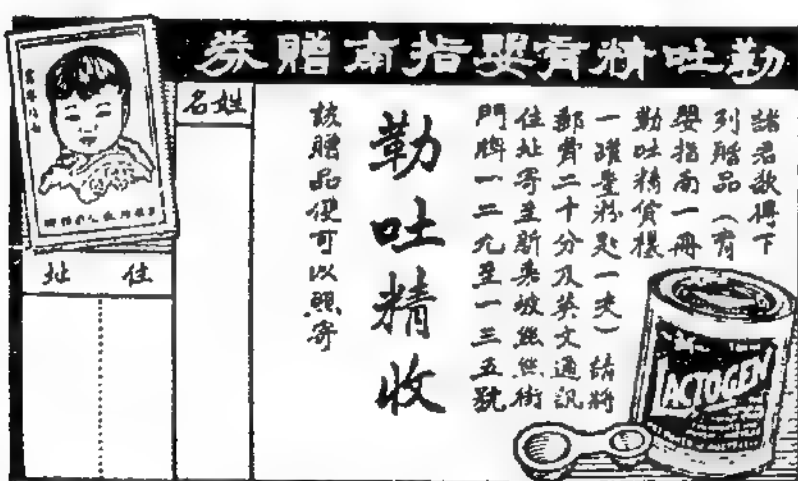 勒吐精育嬰指南贈券
諸君欲得下
列贈品(育
嬰指南一冊
勒吐精貨樣
一罐量粉匙一夾)請將
郵費二十分及英文通訊
住址寄至新嘉坡絲絲街
門牌一二九至一三五號
勒吐精收
該贈品便可以照寄
姓名
住址
LACTOGEN